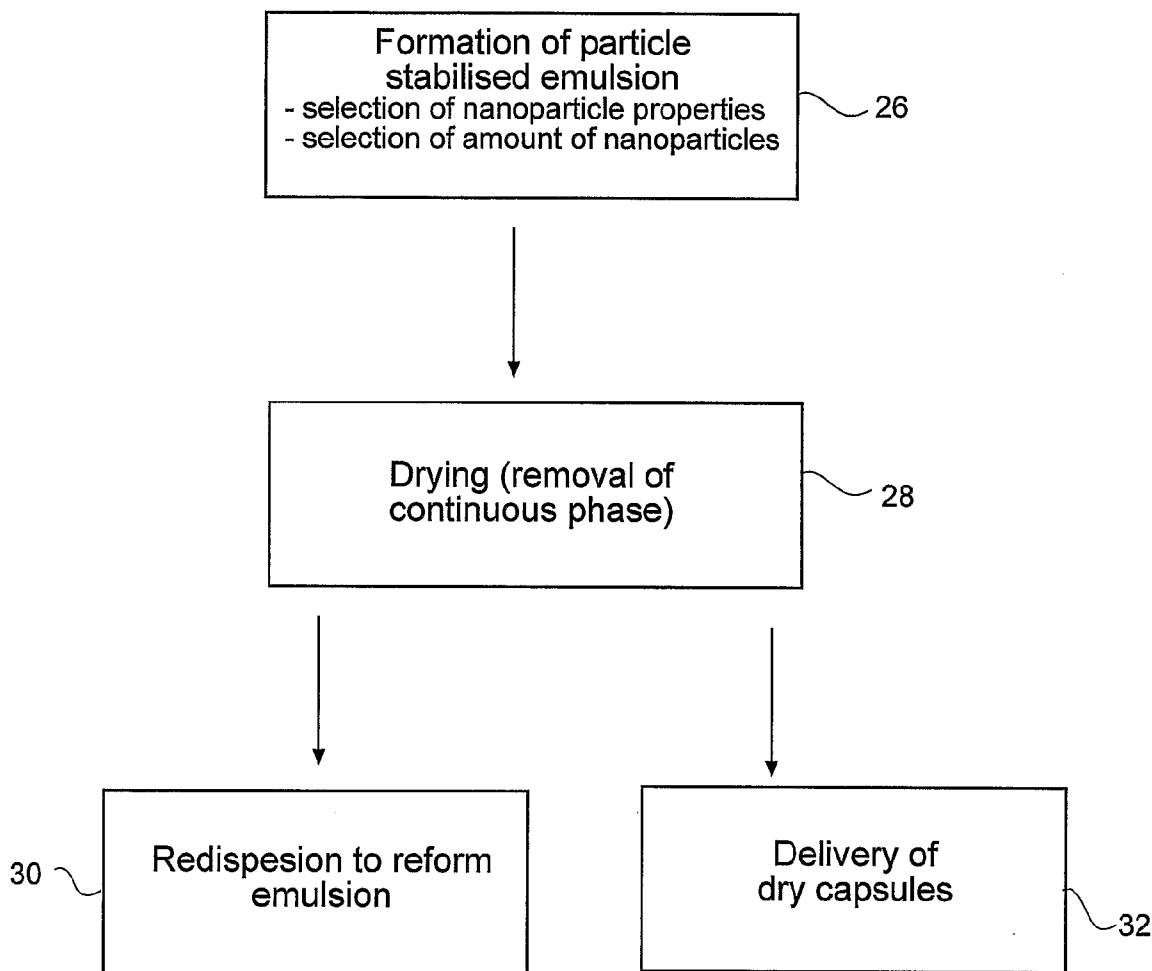 Formation of particle
stabilised emulsion
- selection of nanoparticle properties
- selection of amount of nanoparticles
26
Drying (removal of
continuous phase)
28
Redispesion to reform
emulsion
30
Delivery of
dry capsules
32